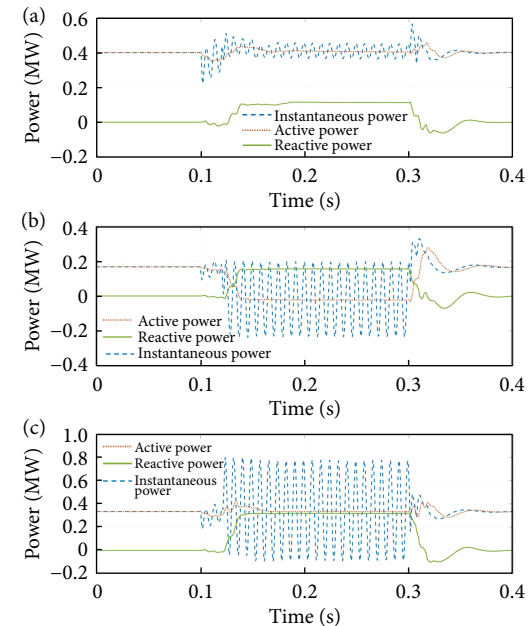 (a)
Power (MW)
0.6
0.4
0.2
0
−0.2
Instantaneous power
Active power
Reactive power
0 0.1 0.2 0.3 0.4
Time (s)
(b)
Power (MW)
0.4
0.2
0
−0.2
−0.4
Active power
Reactive power
Instantaneous power
0 0.1 0.2 0.3 0.4
Time (s)
(c)
Power (MW)
1.0
0.8
0.6
0.4
0.2
0
−0.2
Active power
Reactive power
Instantaneous
power
0 0.1 0.2 0.3 0.4
Time (s)